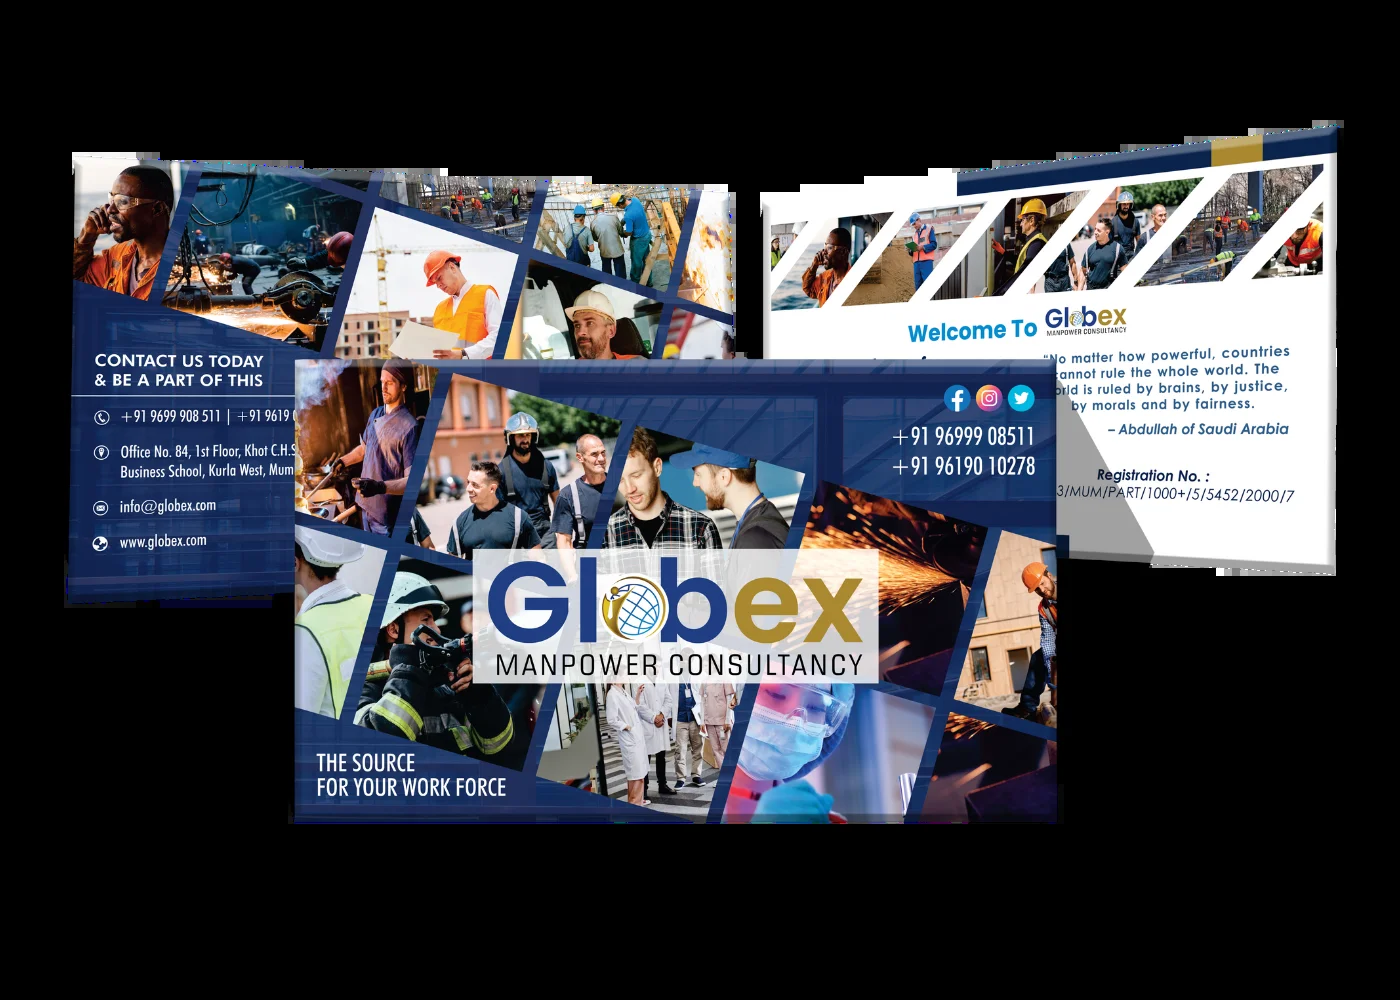 CONTACT US TODAY
& BE A PART OF THIS
+91 9699 908 511 | +91 9619 0
Office No. 84, 1st Floor, Khot C.H.S
Business School, Kurla West, Mum
info@globex.com
www.globex.com
+91 96999 08511
+91 96190 10278
Globex
MANPOWER CONSULTANCY
THE SOURCE
FOR YOUR WORK FORCE
Welcome To Globex
MANPOWER CONSULTANCY
"No matter how powerful, countries
cannot rule the whole world. The
world is ruled by brains, by justice,
by morals and by fairness.
– Abdullah of Saudi Arabia
Registration No. :
3/MUM/PART/1000+/5/5452/2000/7